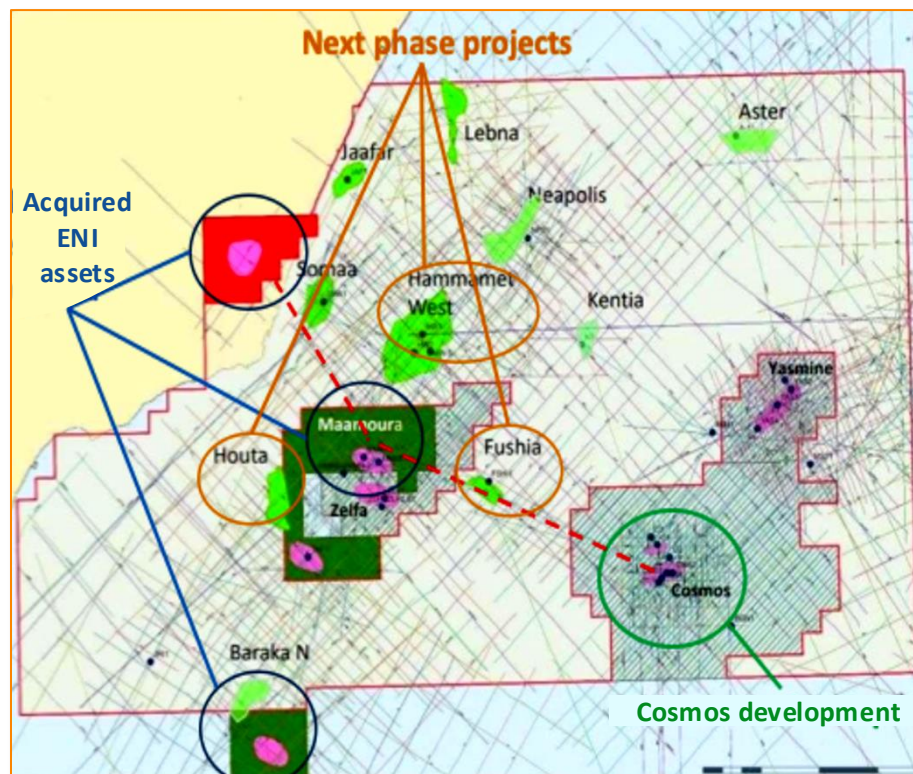 Next phase projects
Aster
Lebna
Jaafar
Neapolis
Acquired
ENI
assets
Somaa
Hammamet
West
Kentia
Yasmine
Maamoura
Houta
Fushia
Zelfa
Cosmos
Baraka N
Cosmos development